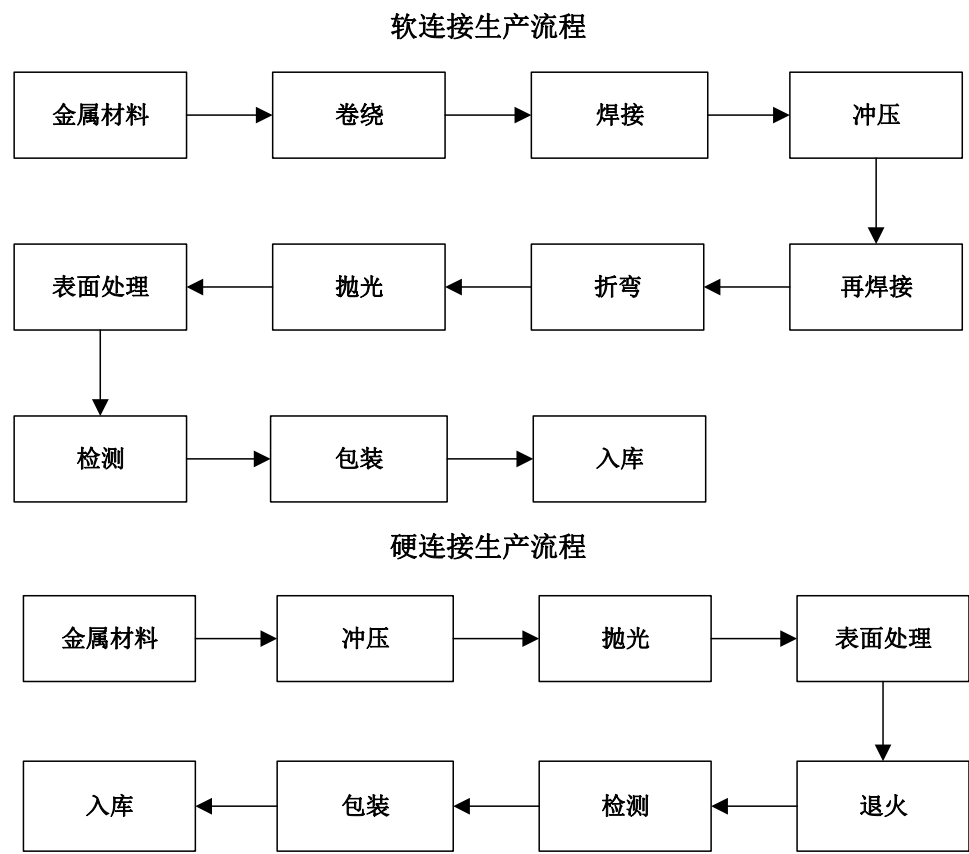 软连接生产流程
金属材料
卷绕
焊接
冲压
表面处理
抛光
折弯
再焊接
检测
包装
入库
硬连接生产流程
金属材料
冲压
抛光
表面处理
入库
包装
检测
退火